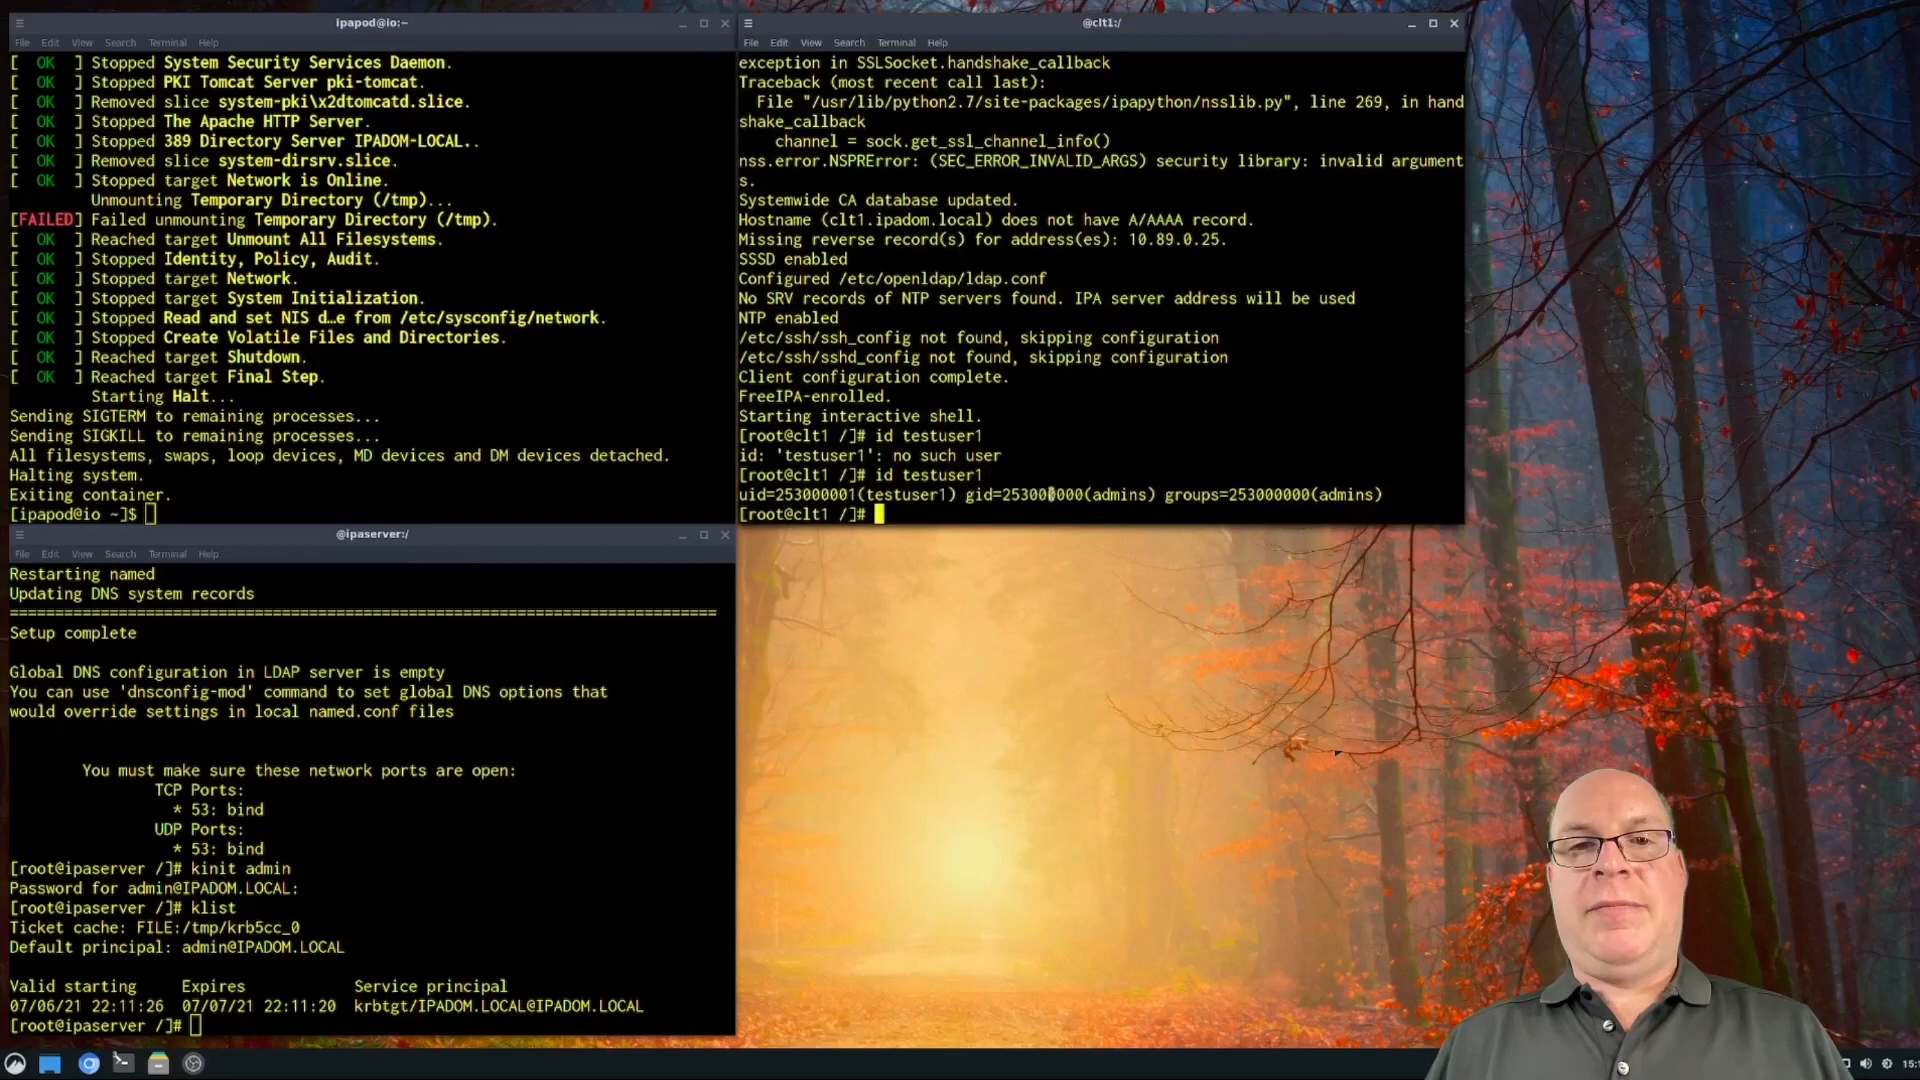 ipapod@io:~
File Edit View Search Terminal Help
[ OK ] Stopped System Security Services Daemon.
[ OK ] Stopped PKI Tomcat Server pki-tomcat.
[ OK ] Removed slice system-pki\x2dtomcatd.slice.
[ OK ] Stopped The Apache HTTP Server.
[ OK ] Stopped 389 Directory Server IPADOM-LOCAL..
[ OK ] Removed slice system-dirsrv.slice.
[ OK ] Stopped target Network is Online.
Unmounting Temporary Directory (/tmp)...
[FAILED] Failed unmounting Temporary Directory (/tmp).
[ OK ] Reached target Unmount All Filesystems.
[ OK ] Stopped Identity, Policy, Audit.
[ OK ] Stopped target Network.
[ OK ] Stopped target System Initialization.
[ OK ] Stopped Read and set NIS d…e from /etc/sysconfig/network.
[ OK ] Stopped Create Volatile Files and Directories.
[ OK ] Reached target Shutdown.
[ OK ] Reached target Final Step.
Starting Halt...
Sending SIGTERM to remaining processes...
Sending SIGKILL to remaining processes...
All filesystems, swaps, loop devices, MD devices and DM devices detached.
Halting system.
Exiting container.
[ipapod@io ~]$
@clt1:/
File Edit View Search Terminal Help
exception in SSLSocket.handshake_callback
Traceback (most recent call last):
File "/usr/lib/python2.7/site-packages/ipapython/nsslib.py", line 269, in hand
shake_callback
channel = sock.get_ssl_channel_info()
nss.error.NSPRError: (SEC_ERROR_INVALID_ARGS) security library: invalid argument
s.
Systemwide CA database updated.
Hostname (clt1.ipadom.local) does not have A/AAAA record.
Missing reverse record(s) for address(es): 10.89.0.25.
SSSD enabled
Configured /etc/openldap/ldap.conf
No SRV records of NTP servers found. IPA server address will be used
NTP enabled
/etc/ssh/ssh_config not found, skipping configuration
/etc/ssh/sshd_config not found, skipping configuration
Client configuration complete.
FreeIPA-enrolled.
Starting interactive shell.
[root@clt1 /]# id testuser1
id: 'testuser1': no such user
[root@clt1 /]# id testuser1
uid=253000001(testuser1) gid=253000000(admins) groups=253000000(admins)
[root@clt1 /]#
@ipaserver:/
File Edit View Search Terminal Help
Restarting named
Updating DNS system records
==============================================================================
Setup complete
Global DNS configuration in LDAP server is empty
You can use 'dnsconfig-mod' command to set global DNS options that
would override settings in local named.conf files
You must make sure these network ports are open:
TCP Ports:
* 53: bind
UDP Ports:
* 53: bind
[root@ipaserver /]# kinit admin
Password for admin@IPADOM.LOCAL:
[root@ipaserver /]# klist
Ticket cache: FILE:/tmp/krb5cc_0
Default principal: admin@IPADOM.LOCAL
Valid starting Expires Service principal
07/06/21 22:11:26 07/07/21 22:11:20 krbtgt/IPADOM.LOCAL@IPADOM.LOCAL
[root@ipaserver /]#